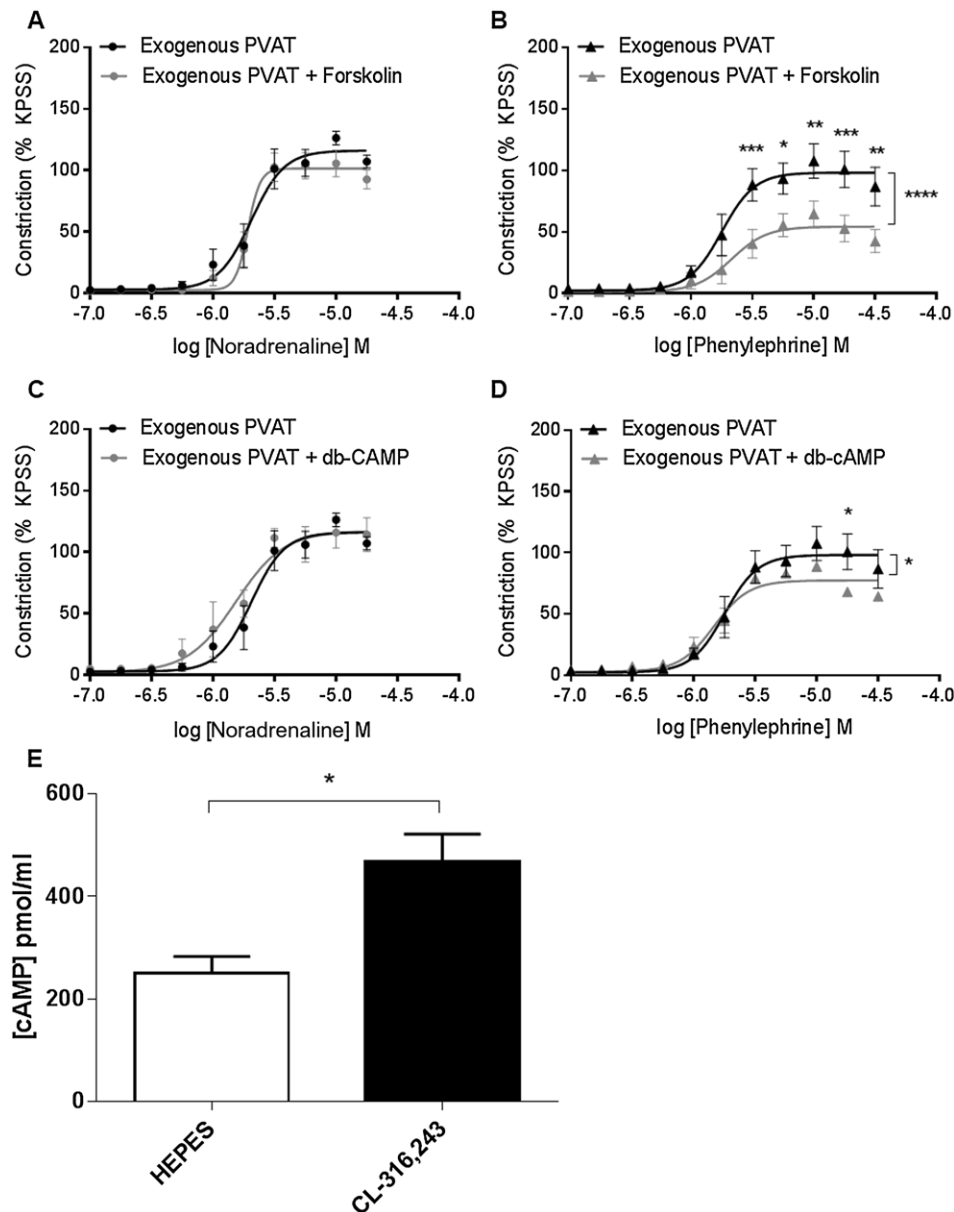 A
Exogenous PVAT
Exogenous PVAT + Forskolin
Constriction (% KPSS)
200
150
100
50
0
-7.0 -6.5 -6.0 -5.5 -5.0 -4.5 -4.0
log [Noradrenaline] M
B
Exogenous PVAT
Exogenous PVAT + Forskolin
Constriction (% KPSS)
200
150
100
50
0
*** * ** *** **
****
-7.0 -6.5 -6.0 -5.5 -5.0 -4.5 -4.0
log [Phenylephrine] M
C
Exogenous PVAT
Exogenous PVAT + db-CAMP
Constriction (% KPSS)
200
150
100
50
0
-7.0 -6.5 -6.0 -5.5 -5.0 -4.5 -4.0
log [Noradrenaline] M
D
Exogenous PVAT
Exogenous PVAT + db-cAMP
Constriction (% KPSS)
200
150
100
50
0
*
*
-7.0 -6.5 -6.0 -5.5 -5.0 -4.5 -4.0
log [Phenylephrine] M
E
[cAMP] pmol/ml
600
400
200
0
*
HEPES
CL-316,243